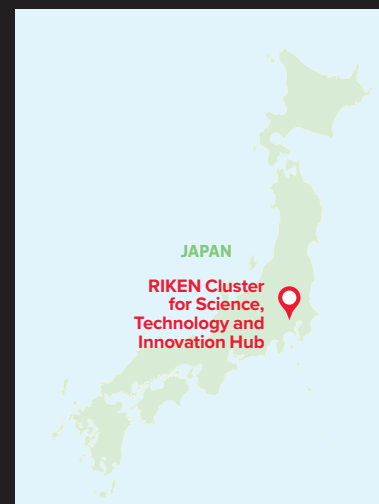 JAPAN
RIKEN Cluster
for Science,
Technology and
Innovation Hub